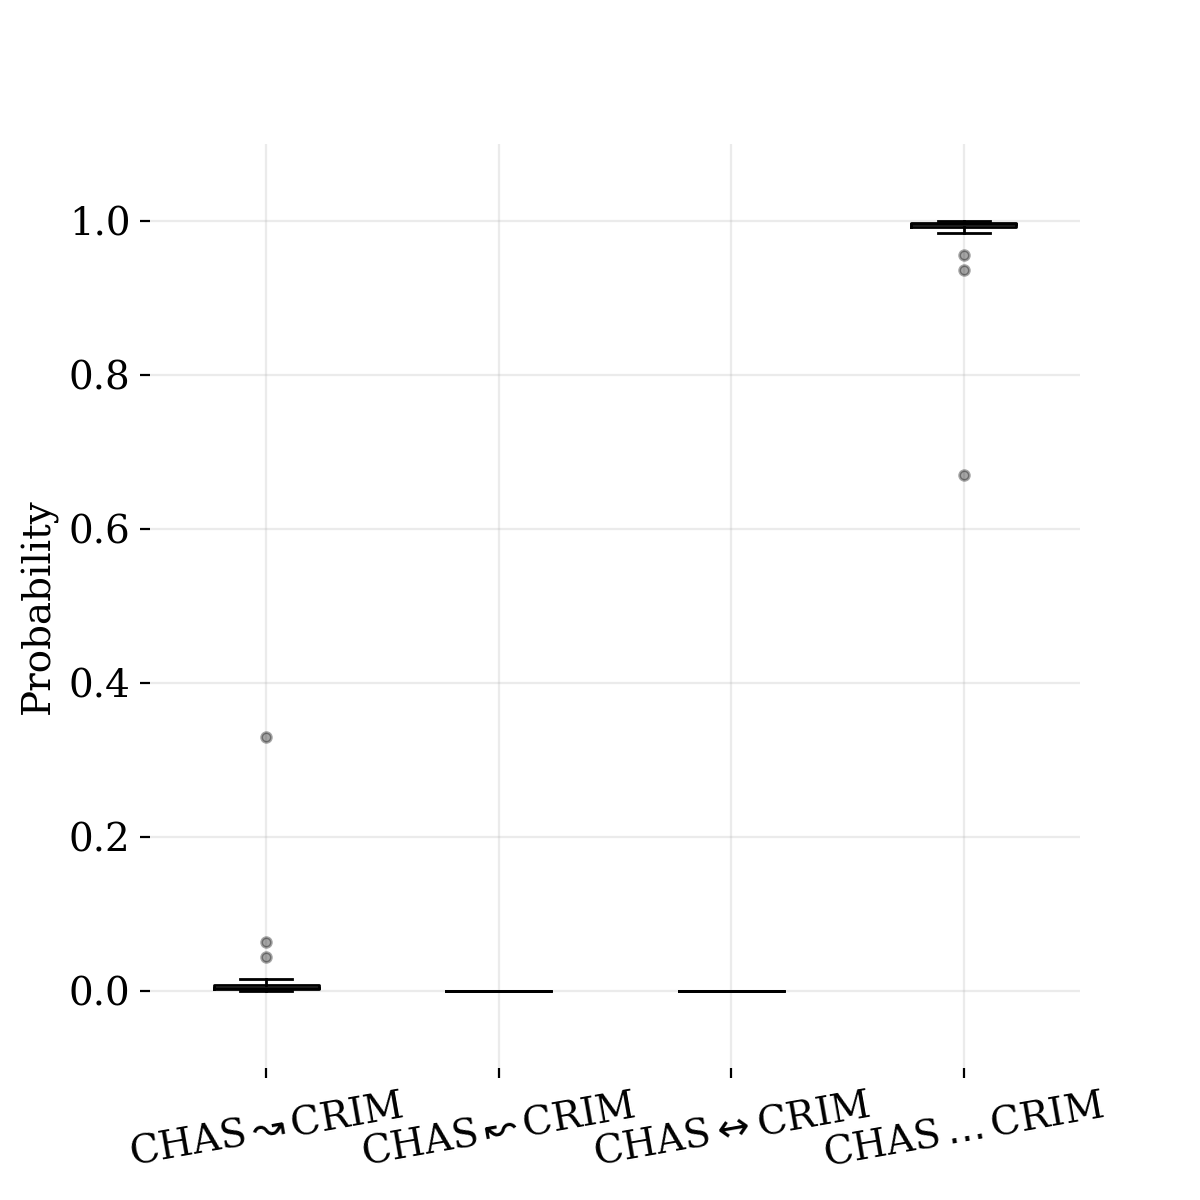 Probability
1.0
0.8
0.6
0.4
0.2
0.0
CHAS ↝ CRIM
CHAS ↜ CRIM
CHAS ↔ CRIM
CHAS ... CRIM